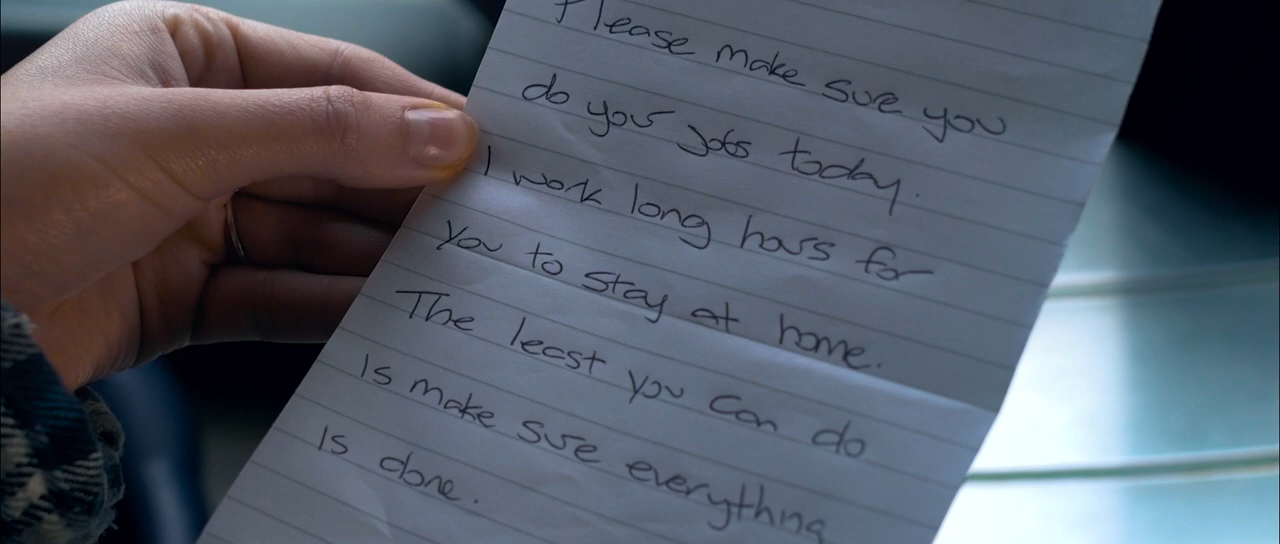 Please make sure you
do your jobs today.
I work long hours for
you to stay at home.
The least you can do
is make sure everything
is done.